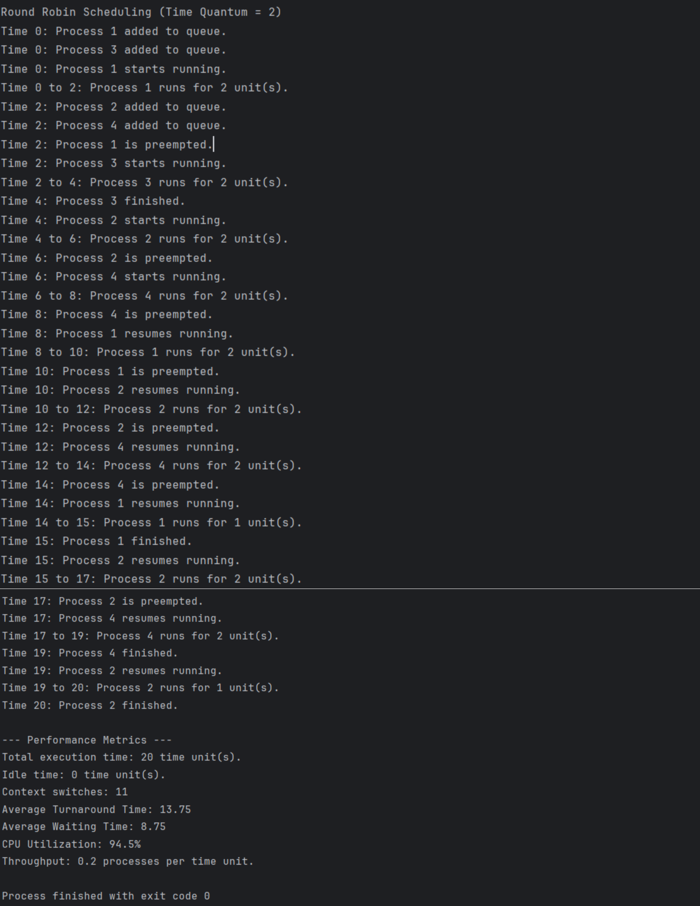 Round Robin Scheduling (Time Quantum = 2)
Time 0: Process 1 added to queue.
Time 0: Process 3 added to queue.
Time 0: Process 1 starts running.
Time 0 to 2: Process 1 runs for 2 unit(s).
Time 2: Process 2 added to queue.
Time 2: Process 4 added to queue.
Time 2: Process 1 is preempted.
Time 2: Process 3 starts running.
Time 2 to 4: Process 3 runs for 2 unit(s).
Time 4: Process 3 finished.
Time 4: Process 2 starts running.
Time 4 to 6: Process 2 runs for 2 unit(s).
Time 6: Process 2 is preempted.
Time 6: Process 4 starts running.
Time 6 to 8: Process 4 runs for 2 unit(s).
Time 8: Process 4 is preempted.
Time 8: Process 1 resumes running.
Time 8 to 10: Process 1 runs for 2 unit(s).
Time 10: Process 1 is preempted.
Time 10: Process 2 resumes running.
Time 10 to 12: Process 2 runs for 2 unit(s).
Time 12: Process 2 is preempted.
Time 12: Process 4 resumes running.
Time 12 to 14: Process 4 runs for 2 unit(s).
Time 14: Process 4 is preempted.
Time 14: Process 1 resumes running.
Time 14 to 15: Process 1 runs for 1 unit(s).
Time 15: Process 1 finished.
Time 15: Process 2 resumes running.
Time 15 to 17: Process 2 runs for 2 unit(s).
Time 17: Process 2 is preempted.
Time 17: Process 4 resumes running.
Time 17 to 19: Process 4 runs for 2 unit(s).
Time 19: Process 4 finished.
Time 19: Process 2 resumes running.
Time 19 to 20: Process 2 runs for 1 unit(s).
Time 20: Process 2 finished.
--- Performance Metrics ---
Total execution time: 20 time unit(s).
Idle time: 0 time unit(s).
Context switches: 11
Average Turnaround Time: 13.75
Average Waiting Time: 8.75
CPU Utilization: 94.5%
Throughput: 0.2 processes per time unit.
Process finished with exit code 0